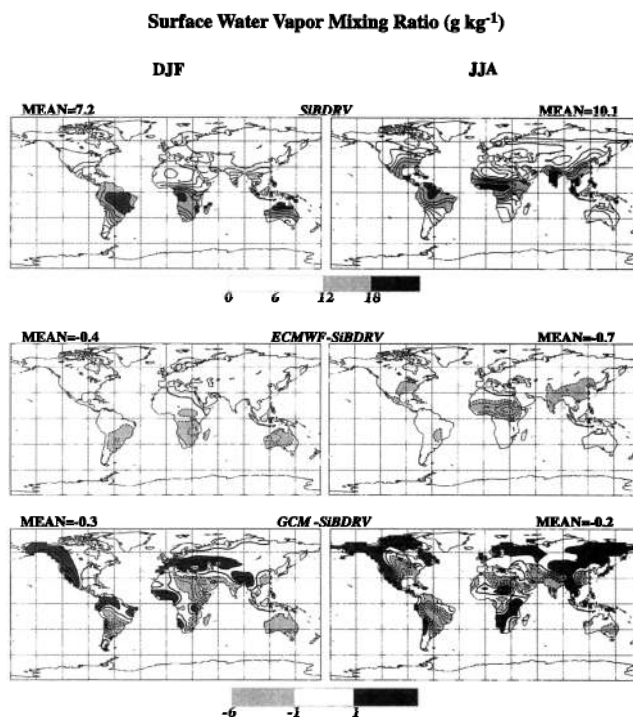 Surface Water Vapor Mixing Ratio (g kg-1)
DJF JJA
MEAN=7.2 SiBDRV MEAN=10.1
0 6 12 18
MEAN=-0.4 ECMWF-SiBDRV MEAN=-0.7
MEAN=-0.3 GCM -SiBDRV MEAN=-0.2
-6 -1 1